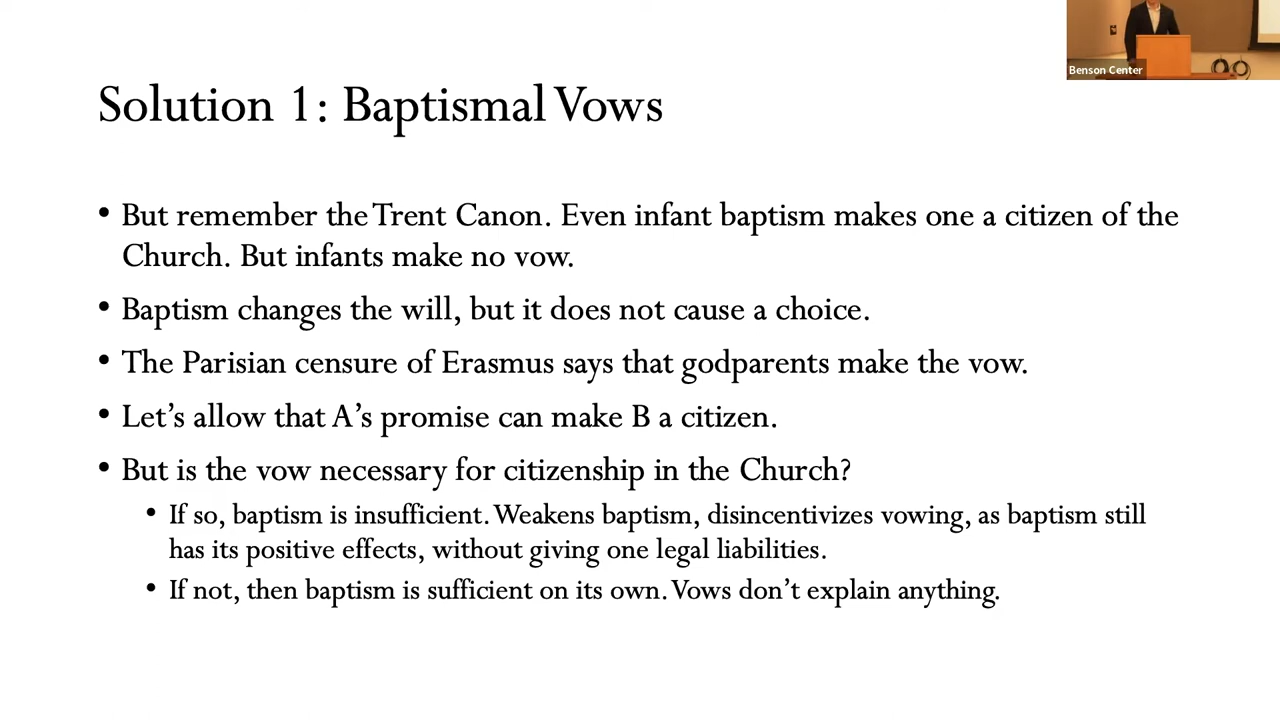 Benson Center
Solution 1: Baptismal Vows
• But remember the Trent Canon. Even infant baptism makes one a citizen of the
Church. But infants make no vow.
• Baptism changes the will, but it does not cause a choice.
• The Parisian censure of Erasmus says that godparents make the vow.
• Let’s allow that A’s promise can make B a citizen.
• But is the vow necessary for citizenship in the Church?
• If so, baptism is insufficient. Weakens baptism, disincentivizes vowing, as baptism still
has its positive effects, without giving one legal liabilities.
• If not, then baptism is sufficient on its own. Vows don’t explain anything.